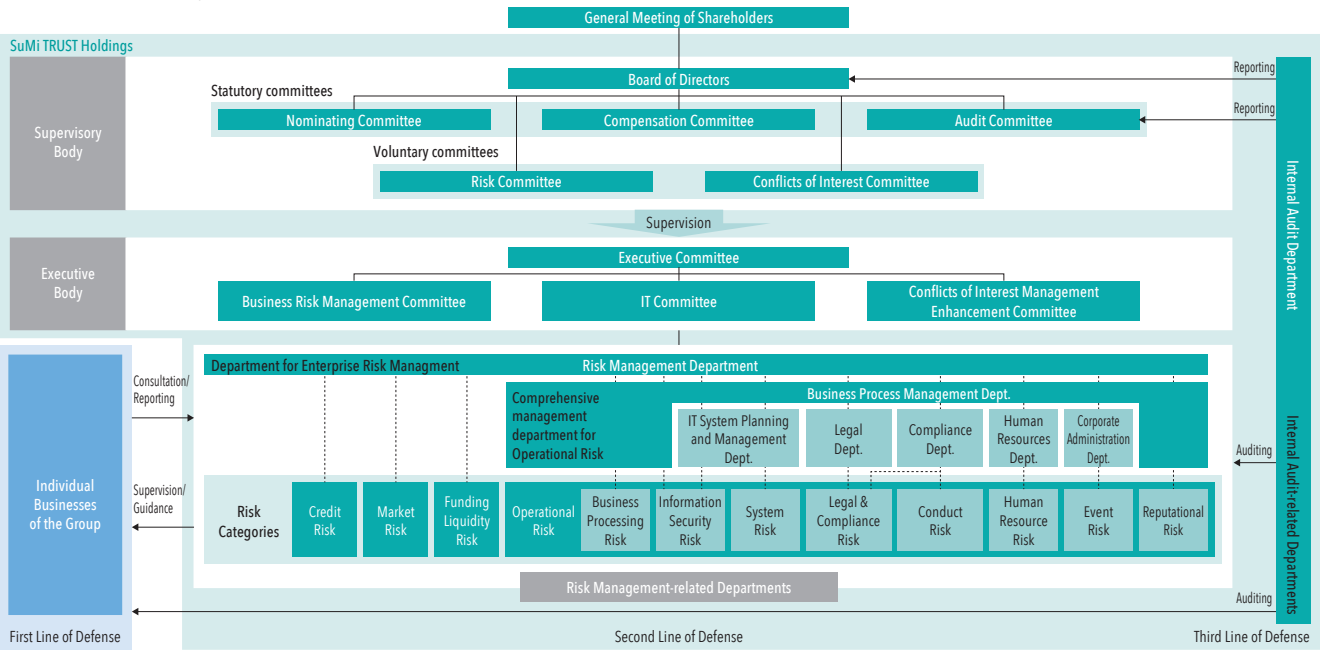 General Meeting of Shareholders
SuMi TRUST Holdings
Supervisory
Body
Board of Directors
Statutory committees
Nominating Committee
Compensation Committee
Audit Committee
Voluntary committees
Risk Committee
Conflicts of Interest Committee
Reporting
Reporting
Supervision
Executive
Body
Executive Committee
Business Risk Management Committee
IT Committee
Conflicts of Interest Management
Enhancement Committee
Internal Audit Department
Internal Audit-related Departments
Individual
Businesses
of the Group
Consultation/
Reporting
Supervision/
Guidance
Department for Enterprise Risk Managment
Risk Management Department
Comprehensive
management
department for
Operational Risk
Business Process Management Dept.
IT System Planning
and Management
Dept.
Legal
Dept.
Compliance
Dept.
Human
Resources
Dept.
Corporate
Administration
Dept.
Auditing
Risk
Categories
Credit
Risk
Market
Risk
Funding
Liquidity
Risk
Operational
Risk
Business
Processing
Risk
Information
Security
Risk
System
Risk
Legal &
Compliance
Risk
Conduct
Risk
Human
Resource
Risk
Event
Risk
Reputational
Risk
Risk Management-related Departments
Auditing
First Line of Defense
Second Line of Defense
Third Line of Defense